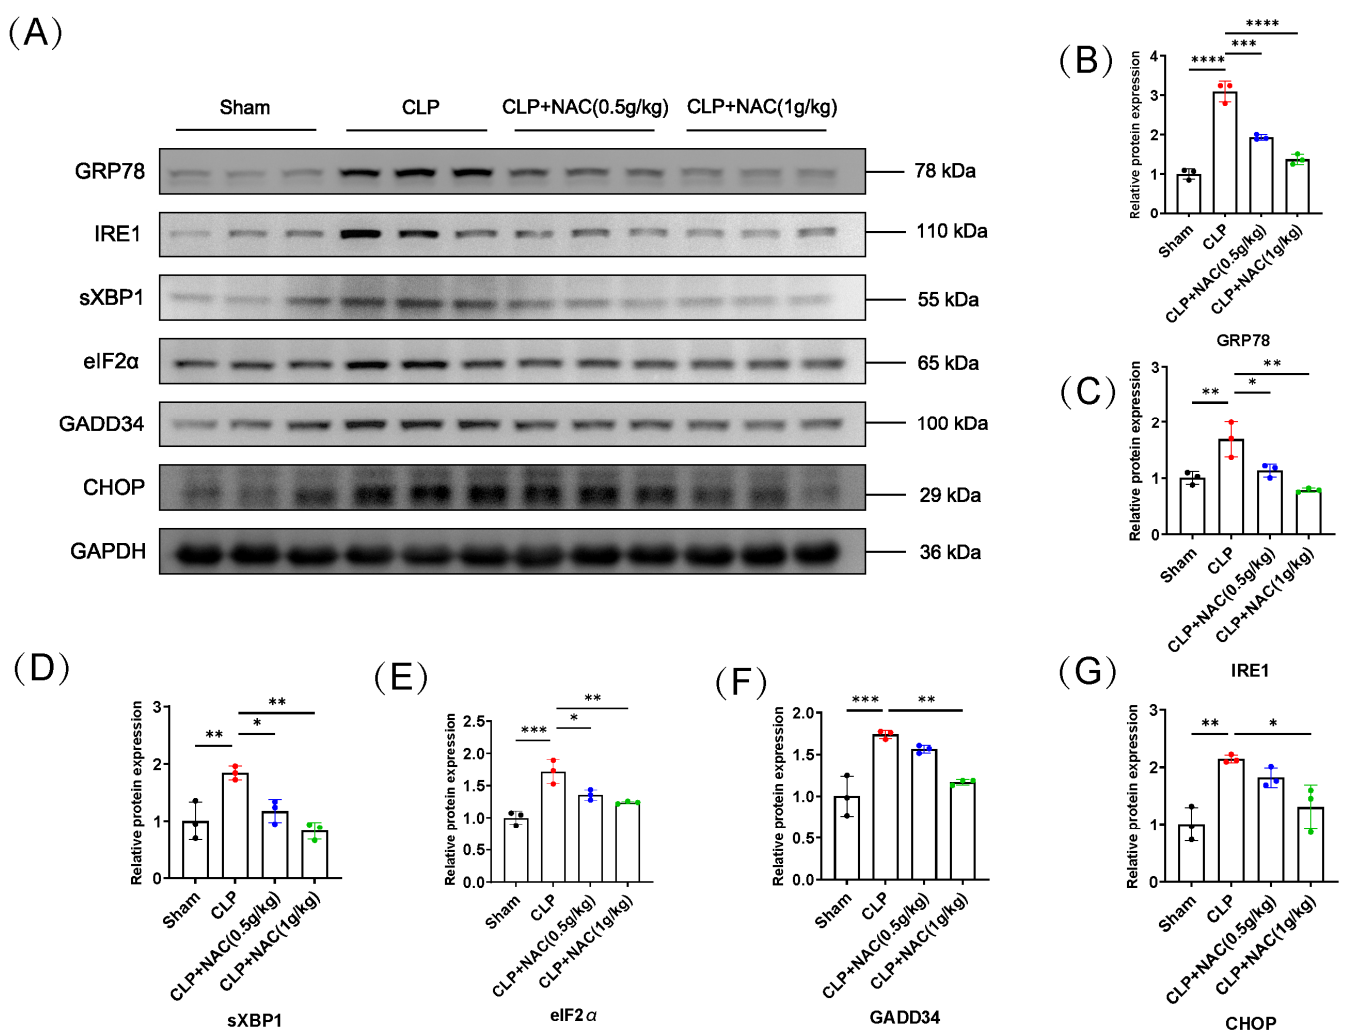 (A)
Sham CLP CLP+NAC(0.5g/kg) CLP+NAC(1g/kg)
GRP78 78 kDa
IRE1 110 kDa
sXBP1 55 kDa
eIF2α 65 kDa
GADD34 100 kDa
CHOP 29 kDa
GAPDH 36 kDa
(B)
Relative protein expression
4
3
2
1
0
****
***
****
Sham
CLP
CLP+NAC(0.5g/kg)
CLP+NAC(1g/kg)
GRP78
(C)
Relative protein expression
3
2
1
0
**
*
**
Sham
CLP
CLP+NAC(0.5g/kg)
CLP+NAC(1g/kg)
IRE1
(D)
Relative protein expression
3
2
1
0
**
*
**
Sham
CLP
CLP+NAC(0.5g/kg)
CLP+NAC(1g/kg)
sXBP1
(E)
Relative protein expression
2.5
2.0
1.5
1.0
0.5
0.0
**
*
***
Sham
CLP
CLP+NAC(0.5g/kg)
CLP+NAC(1g/kg)
eIF2α
(F)
Relative protein expression
2.0
1.5
1.0
0.5
0.0
*** **
Sham
CLP
CLP+NAC(0.5g/kg)
CLP+NAC(1g/kg)
GADD34
(G)
Relative protein expression
3
2
1
0
** *
Sham
CLP
CLP+NAC(0.5g/kg)
CLP+NAC(1g/kg)
CHOP